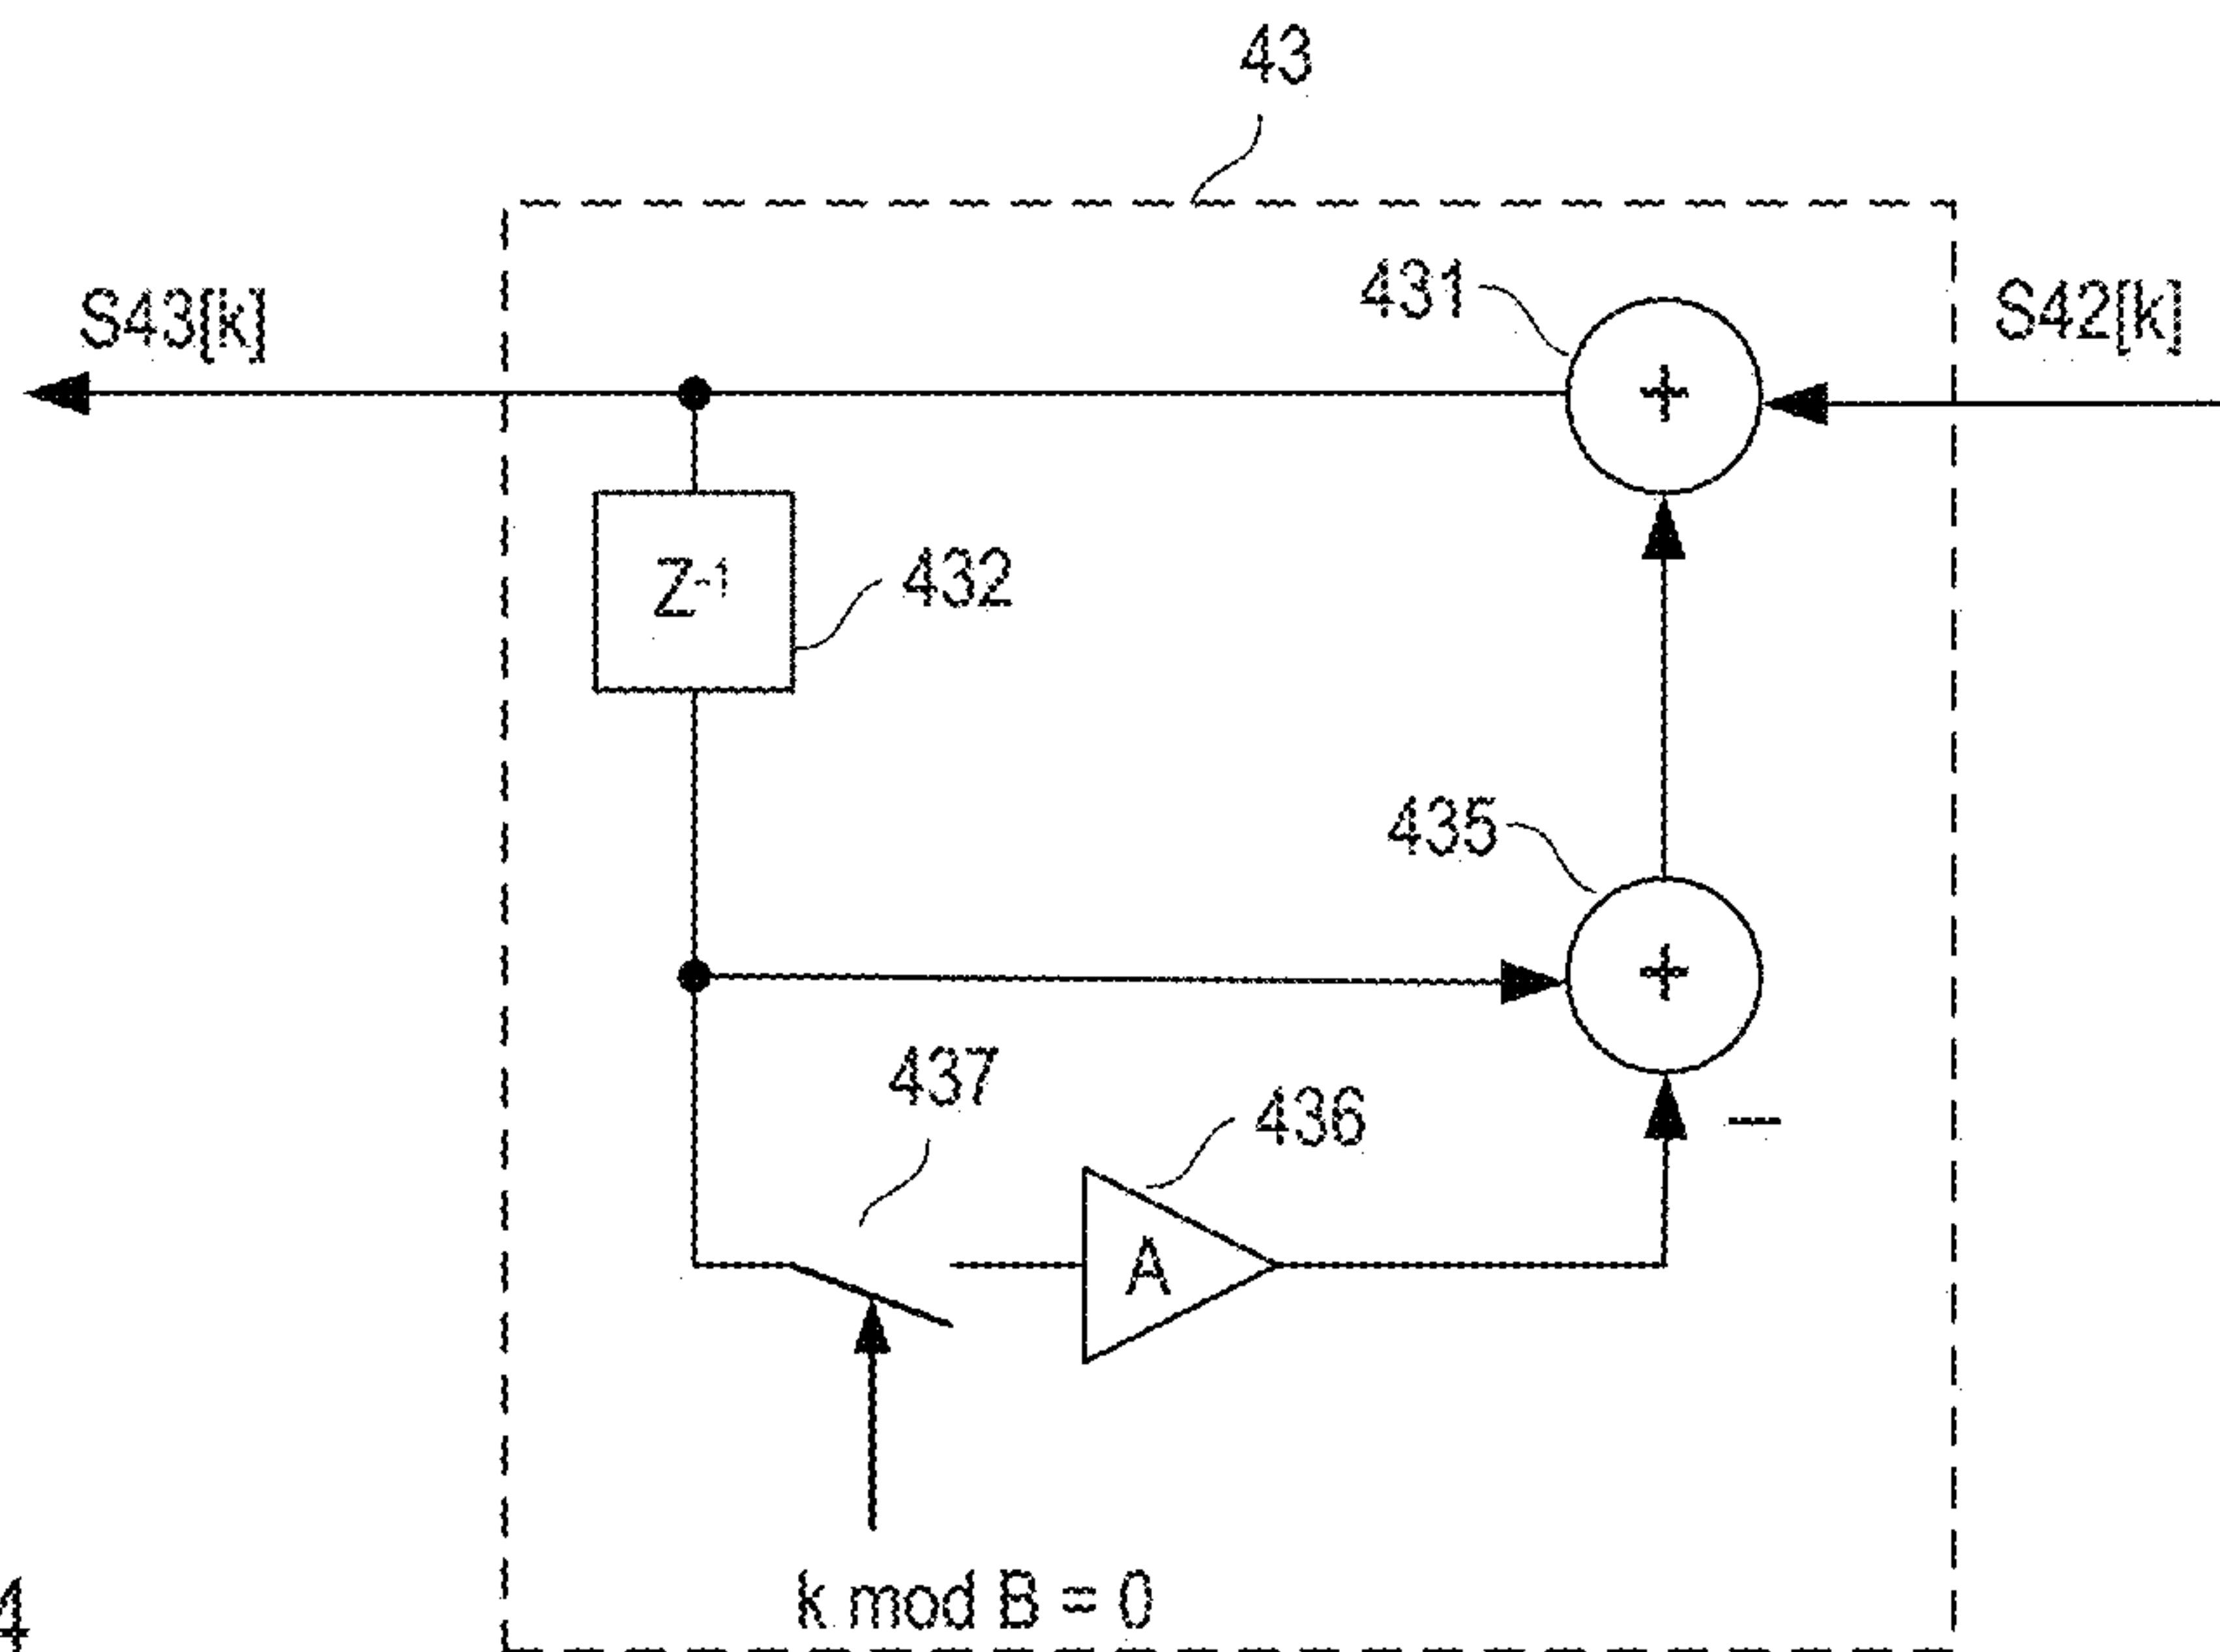 43
431
S43[k]
S42[k]
+
Z-1
432
435
+
437
436
–
A
k mod B = 0
4